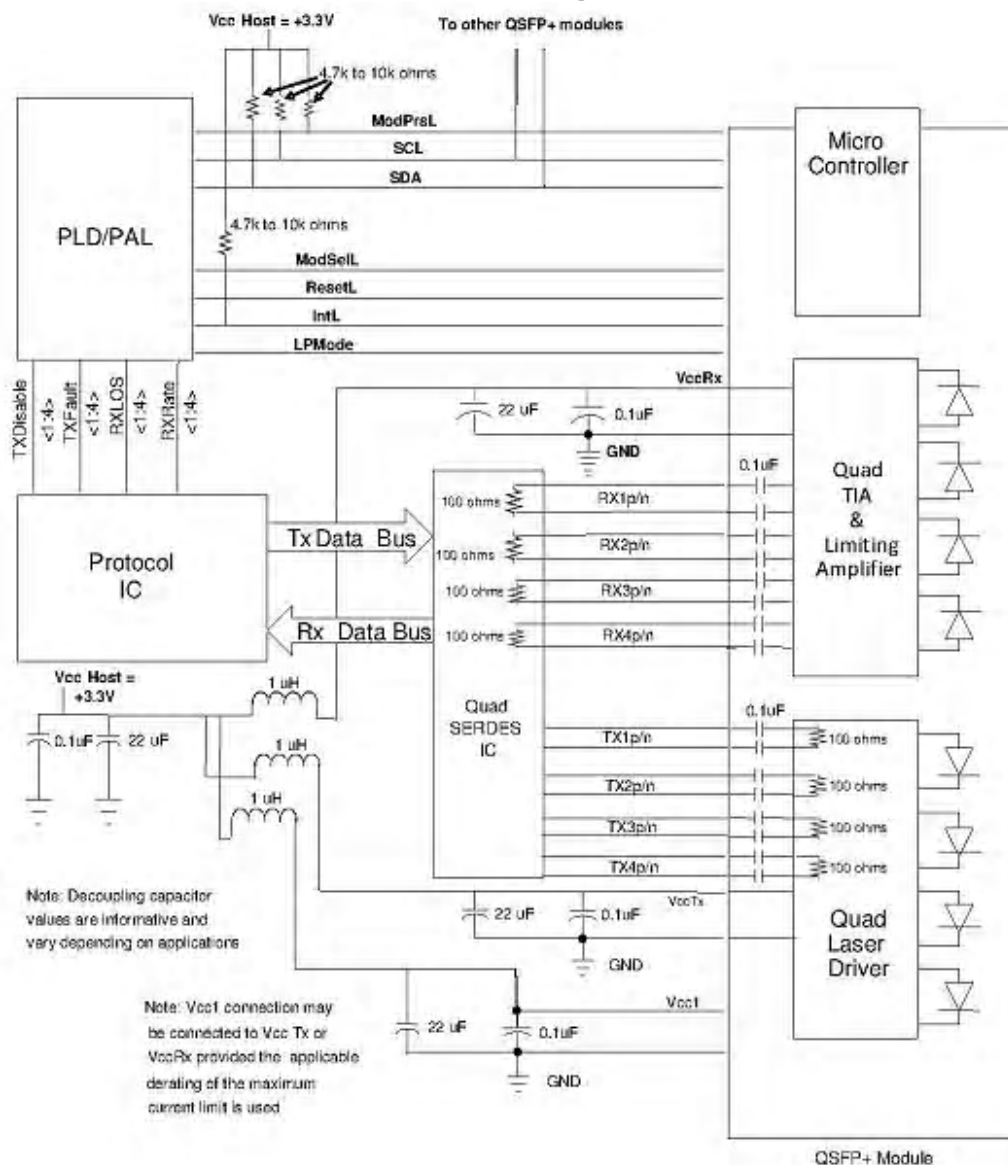 Vcc Host = +3.3V
To other QSFP+ modules
4.7k to 10k ohms
ModPrsL
SCL
SDA
Micro
Controller
PLD/PAL
4.7k to 10k ohms
ModSelL
ResetL
IntL
LPMode
TXDisable
<1:4>
TXFault
<1:4>
RXLOS
<1:4>
RXRate
<1:4>
VccRx
22 uF
0.1uF
GND
0.1uF
Quad
TIA
&
Limiting
Amplifier
100 ohms
RX1p/n
100 ohms
RX2p/n
100 ohms
RX3p/n
100 ohms
RX4p/n
Tx Data Bus
Protocol
IC
Rx Data Bus
Vcc Host =
+3.3V
1 uH
0.1uF
22 uF
1 uH
1 uH
Quad
SERDES
IC
0.1uF
TX1p/n
100 ohms
TX2p/n
100 ohms
TX3p/n
100 ohms
TX4p/n
100 ohms
Note: Decoupling capacitor
values are informative and
vary depending on applications
VccTx
22 uF
0.1uF
GND
Quad
Laser
Driver
Note: Vcc1 connection may
be connected to Vcc Tx or
VccRx provided the applicable
derating of the maximum
current limit is used
Vcc1
22 uF
0.1uF
GND
QSFP+ Module